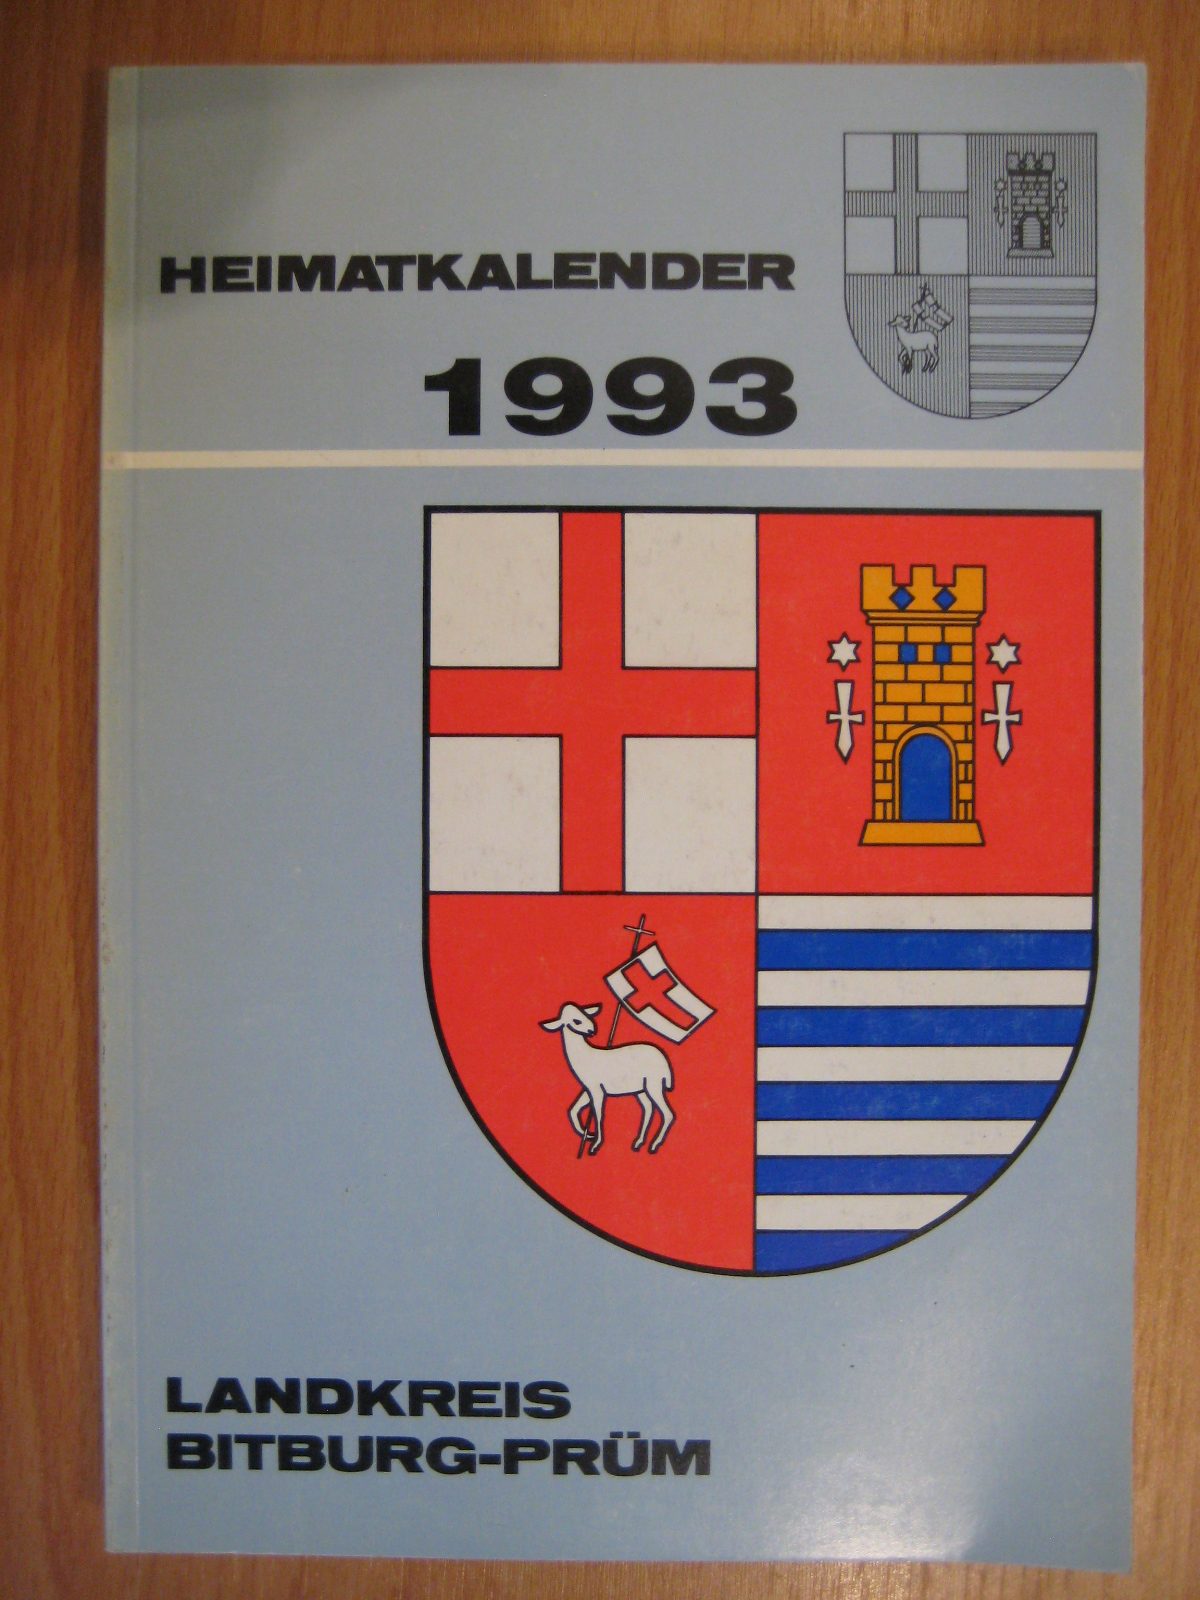 HEIMATKALENDER
1993
LANDKREIS
BITBURG-PRÜM